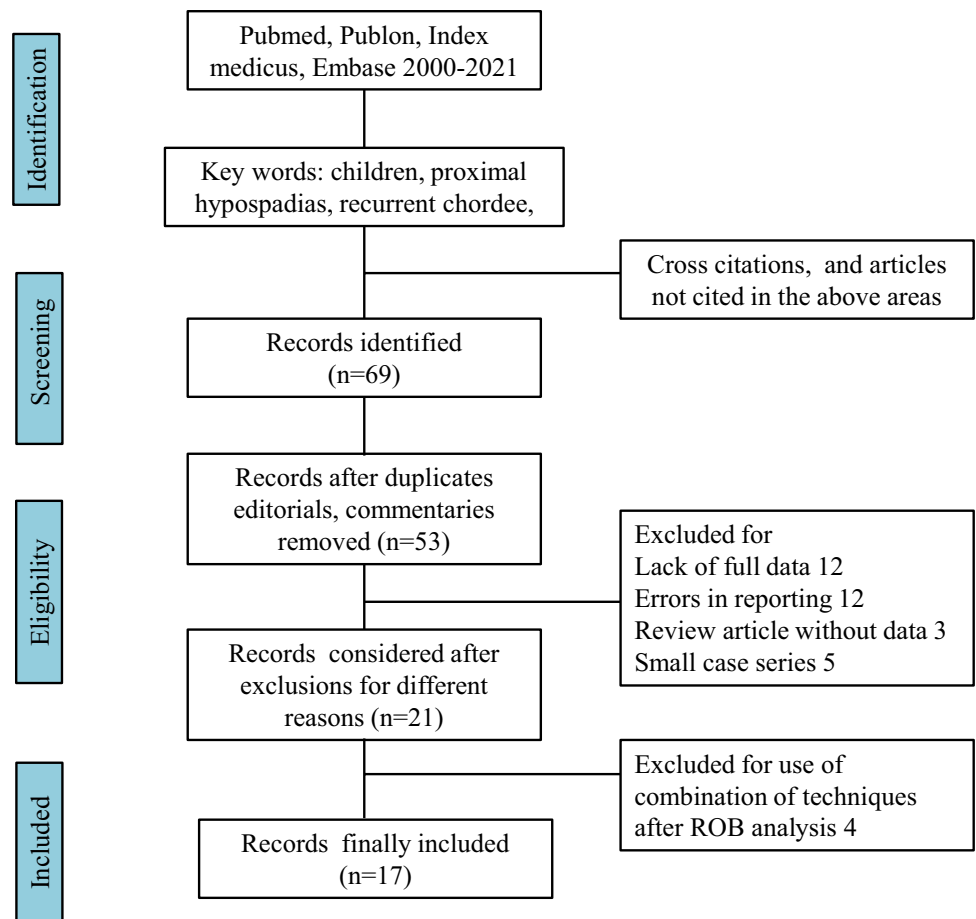 Identification
Pubmed, Publon, Index
medicus, Embase 2000-2021
Key words: children, proximal
hypospadias, recurrent chordee,
Cross citations, and articles
not cited in the above areas
Screening
Records identified
(n=69)
Records after duplicates
editorials, commentaries
removed (n=53)
Eligibility
Excluded for
Lack of full data 12
Errors in reporting 12
Review article without data 3
Small case series 5
Records considered after
exclusions for different
reasons (n=21)
Included
Excluded for use of
combination of techniques
after ROB analysis 4
Records finally included
(n=17)